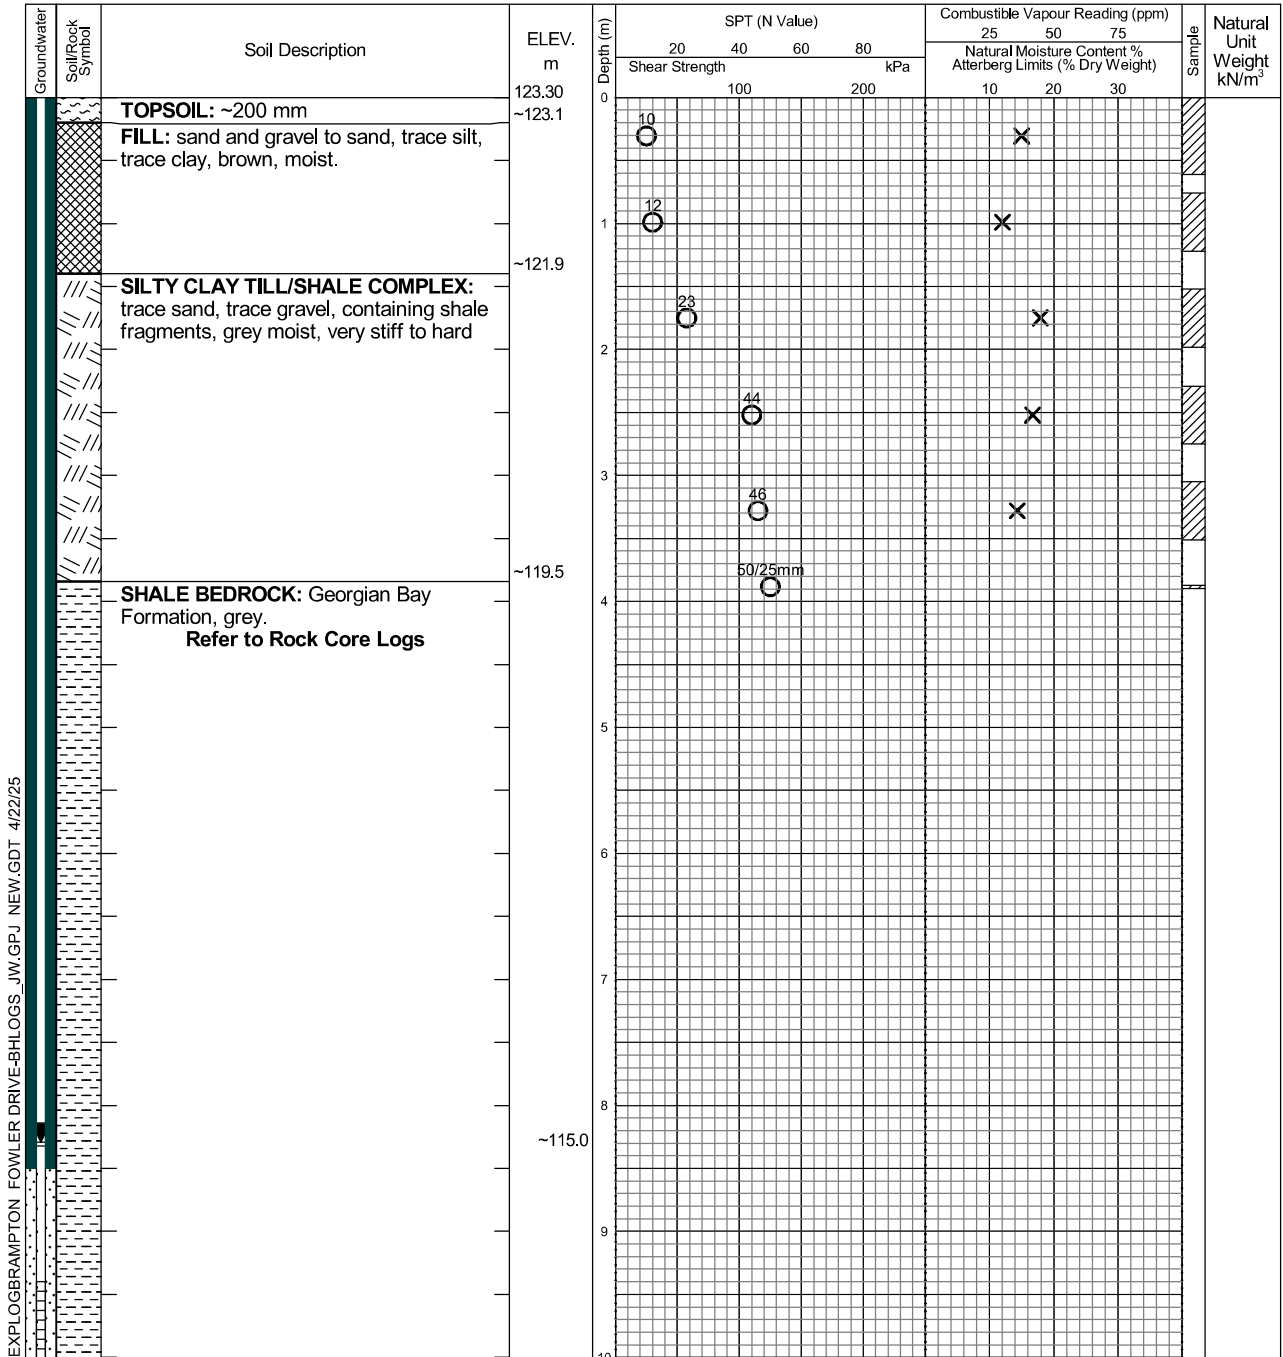 Groundwater
Soil/Rock
Symbol
Soil Description
ELEV.
m
123.30
Depth (m)
SPT (N Value)
20 40 60 80
Shear Strength kPa
100 200
Combustible Vapour Reading (ppm)
25 50 75
Natural Moisture Content %
Atterberg Limits (% Dry Weight)
10 20 30
Sample
Natural
Unit
Weight
kN/m³
0
TOPSOIL: ~200 mm
~123.1
FILL: sand and gravel to sand, trace silt,
trace clay, brown, moist.
10
12
1
~121.9
SILTY CLAY TILL/SHALE COMPLEX:
trace sand, trace gravel, containing shale
fragments, grey moist, very stiff to hard
23
2
44
3
46
~119.5
50/25mm
SHALE BEDROCK: Georgian Bay
Formation, grey.
Refer to Rock Core Logs
4
5
6
7
8
~115.0
9
10
EXPLOGBRAMPTON FOWLER DRIVE-BHLOGS_JW.GPJ NEW.GDT 4/22/25